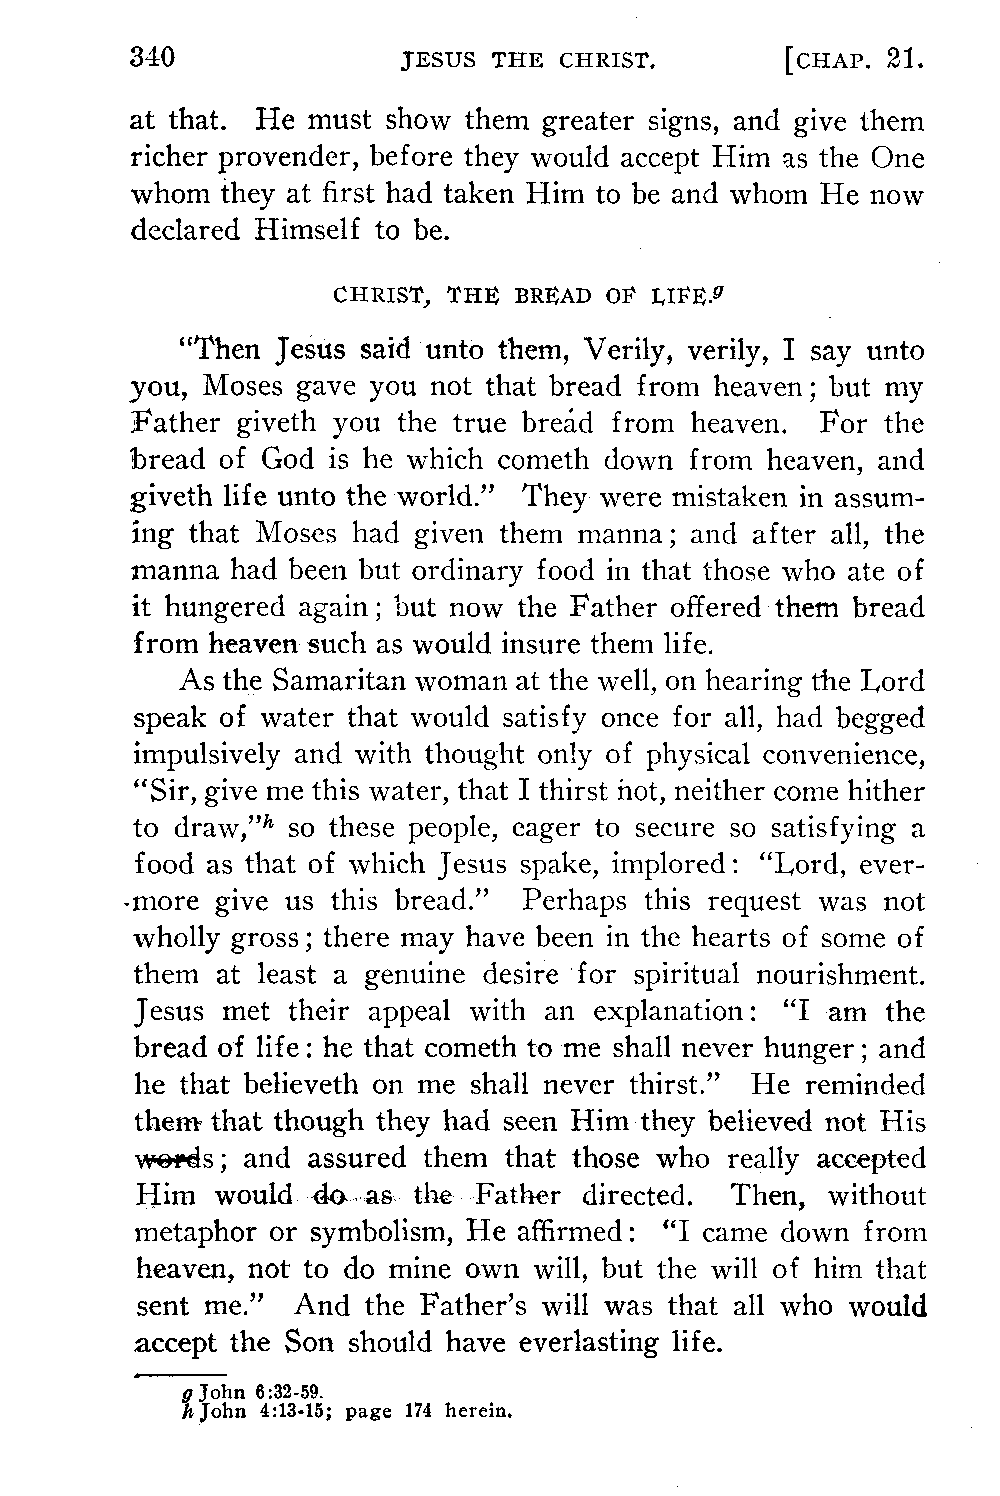 340 JESUS THE CHRIST. [CHAP. 21.
at that. He must show them greater signs, and give them
richer provender, before they would accept Him as the One
whom they at first had taken Him to be and whom He now
declared Himself to be.
CHRIST, THE BREAD OF LIFE.g
"Then Jesus said unto them, Verily, verily, I say unto
you, Moses gave you not that bread from heaven; but my
Father giveth you the true bread from heaven. For the
bread of God is he which cometh down from heaven, and
giveth life unto the world." They were mistaken in assum-
ing that Moses had given them manna; and after all, the
manna had been but ordinary food in that those who ate of
it hungered again; but now the Father offered them bread
from heaven such as would insure them life.
As the Samaritan woman at the well, on hearing the Lord
speak of water that would satisfy once for all, had begged
impulsively and with thought only of physical convenience,
"Sir, give me this water, that I thirst not, neither come hither
to draw,"h so these people, eager to secure so satisfying a
food as that of which Jesus spake, implored: "Lord, ever-
more give us this bread." Perhaps this request was not
wholly gross; there may have been in the hearts of some of
them at least a genuine desire for spiritual nourishment.
Jesus met their appeal with an explanation: "I am the
bread of life: he that cometh to me shall never hunger; and
he that believeth on me shall never thirst." He reminded
them that though they had seen Him they believed not His
words; and assured them that those who really accepted
Him would do as the Father directed. Then, without
metaphor or symbolism, He affirmed: "I came down from
heaven, not to do mine own will, but the will of him that
sent me." And the Father's will was that all who would
accept the Son should have everlasting life.
g John 6:32-59.
h John 4:13-15; page 174 herein.